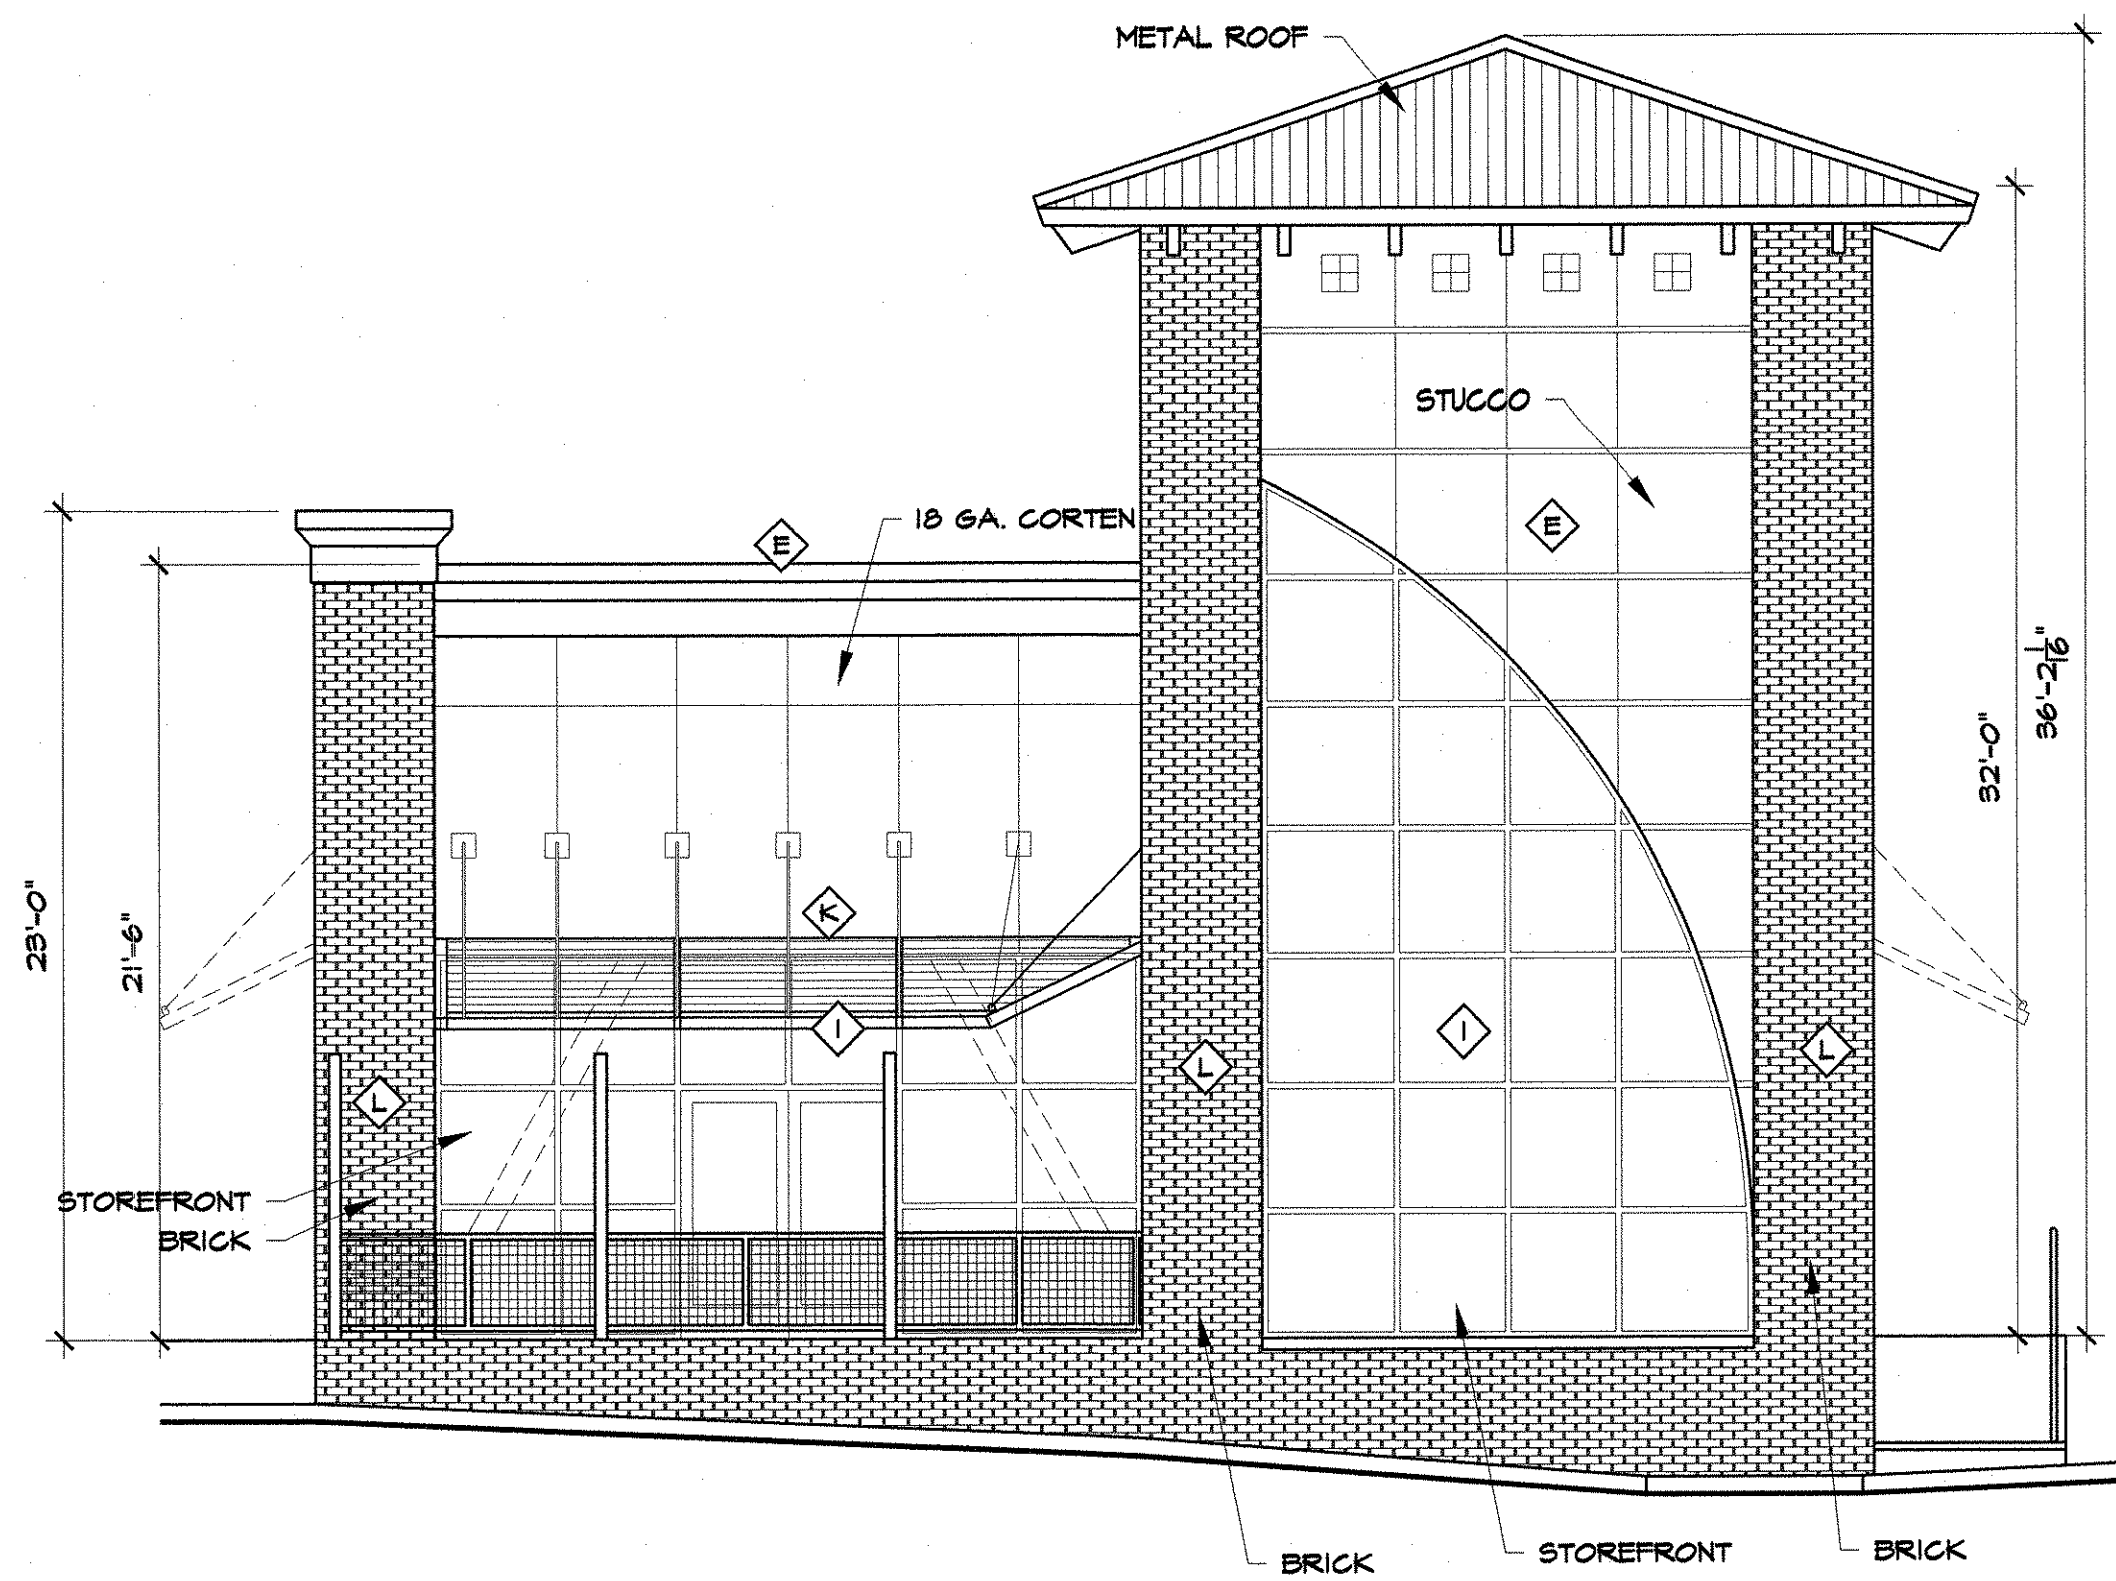 METAL ROOF
STUCCO
18 GA. CORTEN
E
E
36'-2 1/16"
32'-0"
23'-0"
21'-6"
K
I
I
L
L
L
STOREFRONT
BRICK
BRICK
STOREFRONT
BRICK